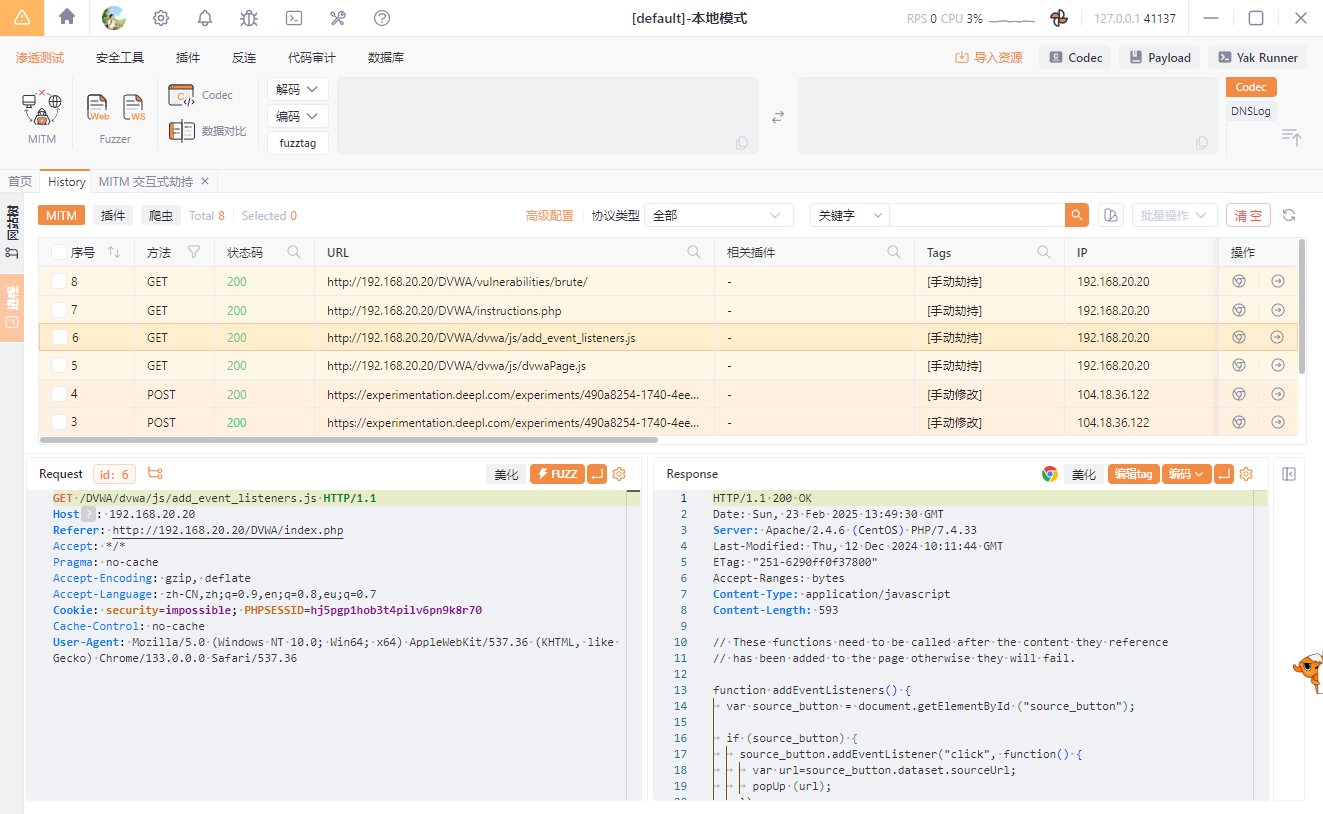 [default]-本地模式
RPS 0 CPU 3%
127.0.0.1 41137
渗透测试 安全工具 插件 反连 代码审计 数据库
导入资源 Codec Payload Yak Runner
MITM
Web WS
Fuzzer
Codec
数据对比
解码
编码
fuzztag
Codec
DNSLog
首页 History MITM 交互式劫持
MITM 插件 爬虫 Total 8 Selected 0
高级配置 协议类型 全部 关键字 批量操作 清 空
序号 方法 状态码 URL 相关插件 Tags IP 操作
8 GET 200 http://192.168.20.20/DVWA/vulnerabilities/brute/ - [手动劫持] 192.168.20.20
7 GET 200 http://192.168.20.20/DVWA/instructions.php - [手动劫持] 192.168.20.20
6 GET 200 http://192.168.20.20/DVWA/dvwa/js/add_event_listeners.js - [手动劫持] 192.168.20.20
5 GET 200 http://192.168.20.20/DVWA/dvwa/js/dvwaPage.js - [手动劫持] 192.168.20.20
4 POST 200 https://experimentation.deepl.com/experiments/490a8254-1740-4ee... - [手动修改] 104.18.36.122
3 POST 200 https://experimentation.deepl.com/experiments/490a8254-1740-4ee... - [手动修改] 104.18.36.122
Request id: 6 美化 FUZZ
GET /DVWA/dvwa/js/add_event_listeners.js HTTP/1.1
Host ? : 192.168.20.20
Referer: http://192.168.20.20/DVWA/index.php
Accept: */*
Pragma: no-cache
Accept-Encoding: gzip, deflate
Accept-Language: zh-CN,zh;q=0.9,en;q=0.8,eu;q=0.7
Cookie: security=impossible; PHPSESSID=hj5pgp1hob3t4pilv6pn9k8r70
Cache-Control: no-cache
User-Agent: Mozilla/5.0 (Windows NT 10.0; Win64; x64) AppleWebKit/537.36 (KHTML, like
Gecko) Chrome/133.0.0.0 Safari/537.36
Response 美化 编辑tag 编码
1 HTTP/1.1 200 OK
2 Date: Sun, 23 Feb 2025 13:49:30 GMT
3 Server: Apache/2.4.6 (CentOS) PHP/7.4.33
4 Last-Modified: Thu, 12 Dec 2024 10:11:44 GMT
5 ETag: "251-6290ff0f37800"
6 Accept-Ranges: bytes
7 Content-Type: application/javascript
8 Content-Length: 593
9
10 // These functions need to be called after the content they reference
11 // has been added to the page otherwise they will fail.
12
13 function addEventListeners() {
14 var source_button = document.getElementById ("source_button");
15
16 if (source_button) {
17 source_button.addEventListener("click", function() {
18 var url=source_button.dataset.sourceUrl;
19 popUp (url);